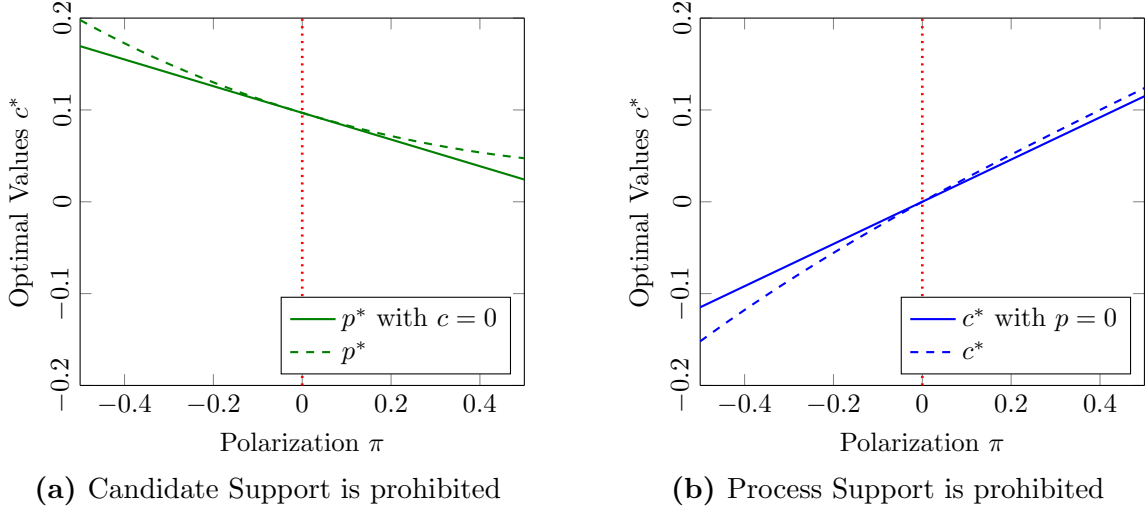 0.2
0.1
0
−0.1
−0.2
Optimal Values c*
p* with c = 0
p*
−0.4 −0.2 0 0.2 0.4
Polarization π
(a) Candidate Support is prohibited
0.2
0.1
0
−0.1
−0.2
Optimal Values c*
c* with p = 0
c*
−0.4 −0.2 0 0.2 0.4
Polarization π
(b) Process Support is prohibited